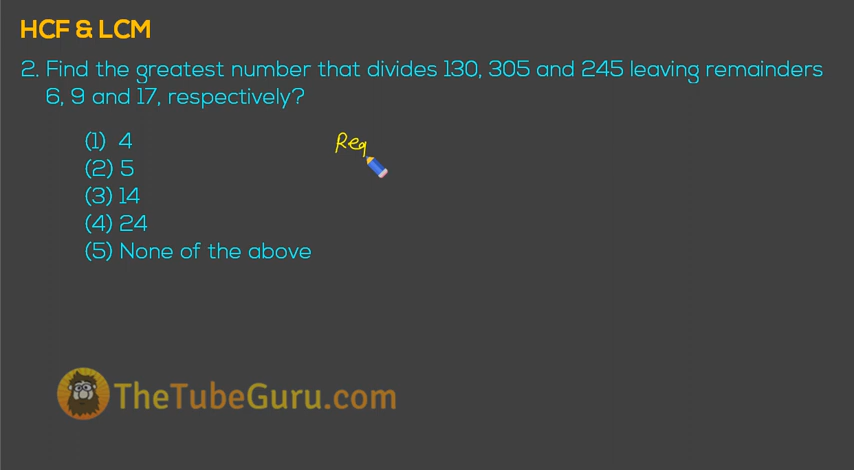 HCF & LCM
2. Find the greatest number that divides 130, 305 and 245 leaving remainders
6, 9 and 17, respectively?
(1) 4
(2) 5
(3) 14
(4) 24
(5) None of the above
Req
TheTubeGuru.com